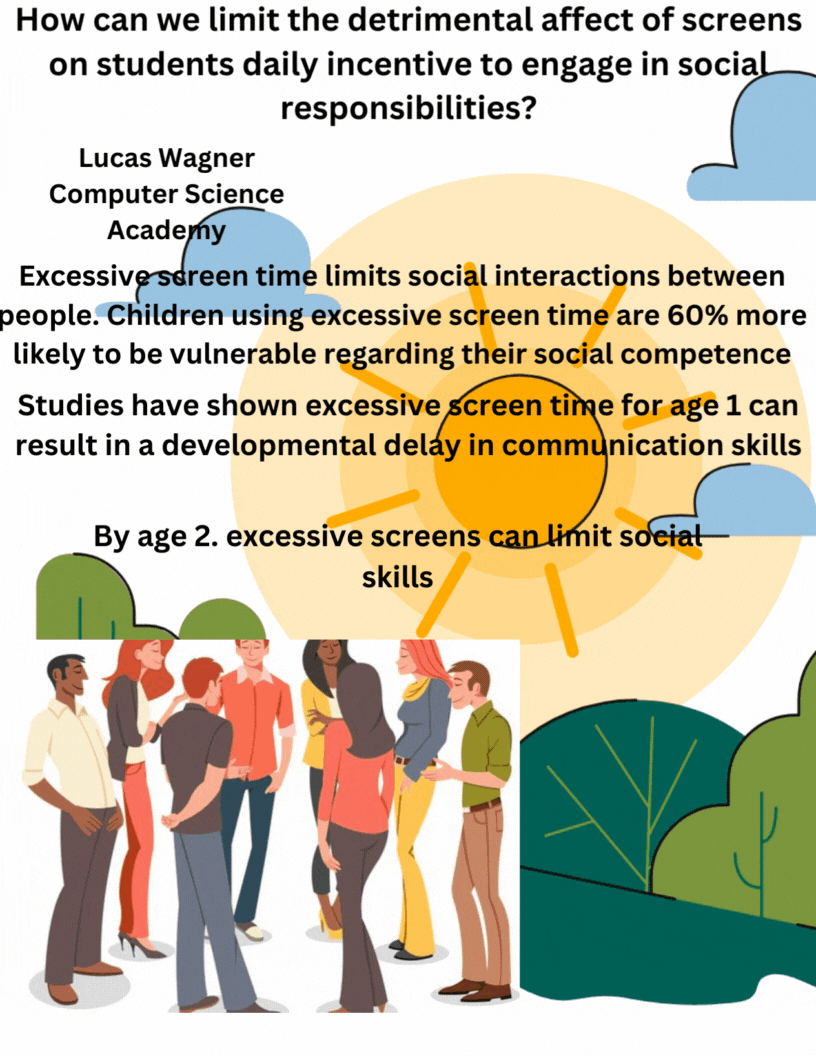 How can we limit the detrimental affect of screens
on students daily incentive to engage in social
responsibilities?
Lucas Wagner
Computer Science
Academy
Excessive screen time limits social interactions between
people. Children using excessive screen time are 60% more
likely to be vulnerable regarding their social competence
Studies have shown excessive screen time for age 1 can
result in a developmental delay in communication skills
By age 2. excessive screens can limit social
skills